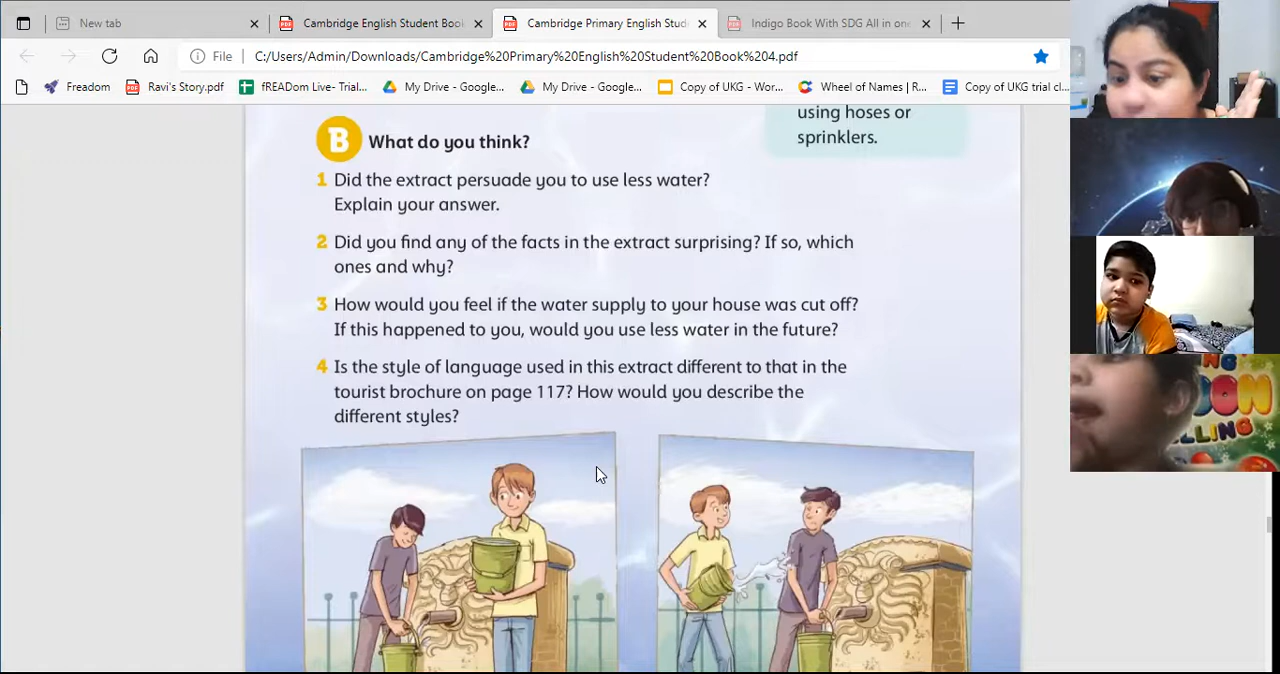 New tab
Cambridge English Student Boo
Cambridge Primary English Stud
Indigo Book With SDG All in on
File
C:/Users/Admin/Downloads/Cambridge%20Primary%20English%20Student%20Book%204.pdf
Freadom
Ravi's Story.pdf
fREADom Live- Trial...
My Drive - Google...
My Drive - Google...
Copy of UKG - Wor...
Wheel of Names | R...
Copy of UKG trial cl...
using hoses or
sprinklers.
B What do you think?
1 Did the extract persuade you to use less water?
Explain your answer.
2 Did you find any of the facts in the extract surprising? If so, which
ones and why?
3 How would you feel if the water supply to your house was cut off?
If this happened to you, would you use less water in the future?
4 Is the style of language used in this extract different to that in the
tourist brochure on page 117? How would you describe the
different styles?